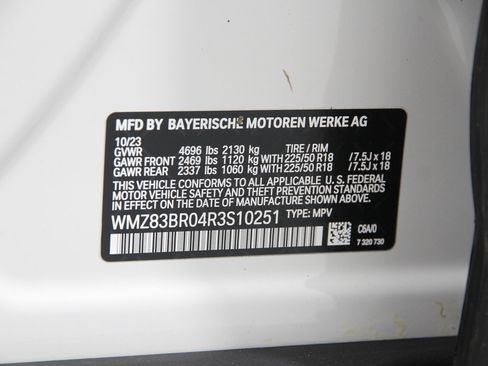 MFD BY BAYERISCHE MOTOREN WERKE AG
10/23
GVWR 4696 lbs 2130 kg TIRE / RIM
GAWR FRONT 2469 lbs 1120 kg WITH 225/50 R18 / 7.5J x 18
GAWR REAR 2337 lbs 1060 kg WITH 225/50 R18 / 7.5J x 18
THIS VEHICLE CONFORMS TO ALL APPLICABLE U. S. FEDERAL
MOTOR VEHICLE SAFETY AND THEFT PREVENTION STANDARDS
IN EFFECT ON THE DATE OF MANUFACTURE SHOWN ABOVE.
WMZ83BR04R3S10251 TYPE: MPV
C6A/0
7 320 730